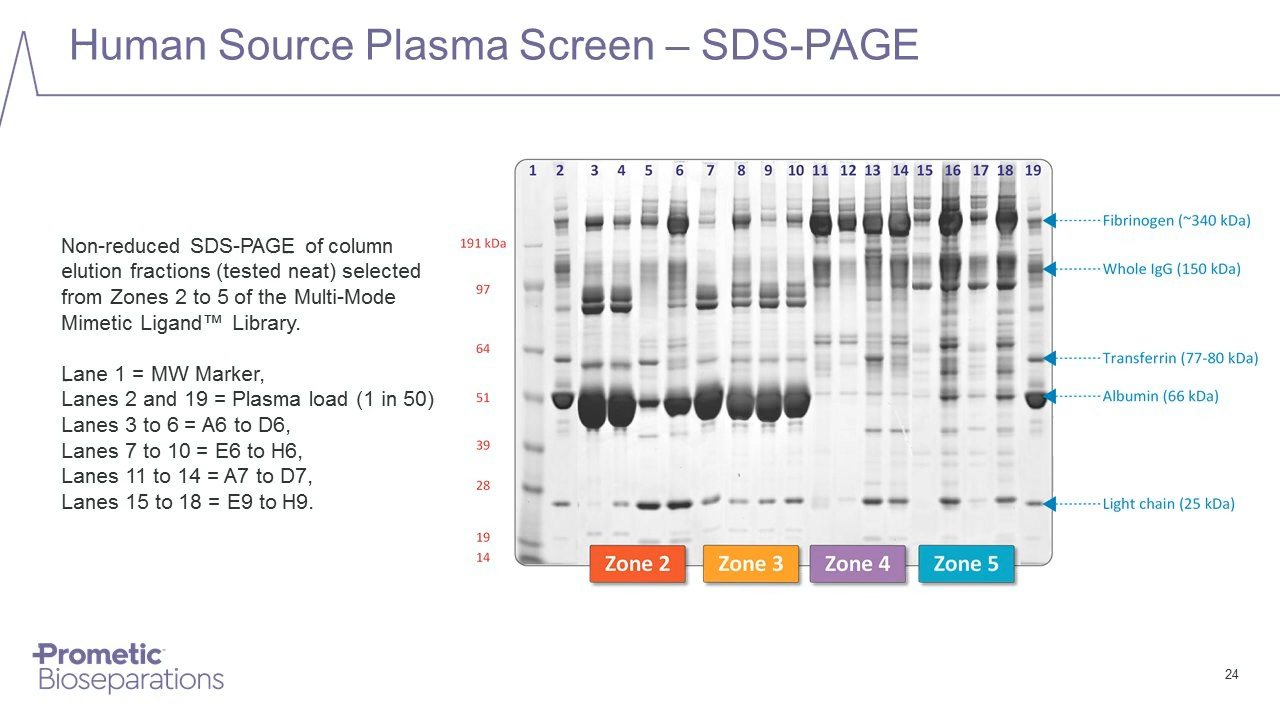 Human Source Plasma Screen – SDS-PAGE
Non-reduced SDS-PAGE of column
elution fractions (tested neat) selected
from Zones 2 to 5 of the Multi-Mode
Mimetic Ligand™ Library.
Lane 1 = MW Marker,
Lanes 2 and 19 = Plasma load (1 in 50)
Lanes 3 to 6 = A6 to D6,
Lanes 7 to 10 = E6 to H6,
Lanes 11 to 14 = A7 to D7,
Lanes 15 to 18 = E9 to H9.
1 2 3 4 5 6 7 8 9 10 11 12 13 14 15 16 17 18 19
191 kDa
97
64
51
39
28
19
14
Fibrinogen (~340 kDa)
Whole IgG (150 kDa)
Transferrin (77-80 kDa)
Albumin (66 kDa)
Light chain (25 kDa)
Zone 2 Zone 3 Zone 4 Zone 5
Prometic
Bioseparations
24